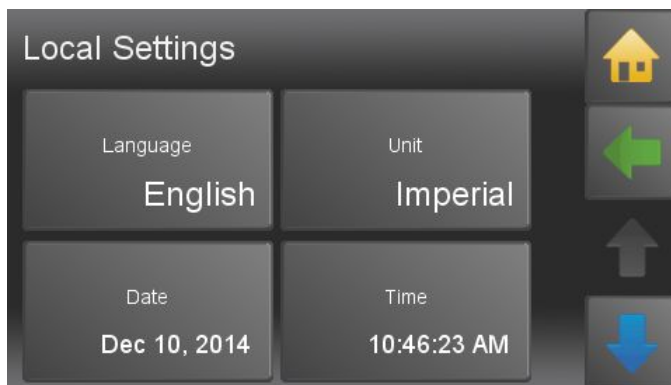 Local Settings
Language
English
Unit
Imperial
Date
Dec 10, 2014
Time
10:46:23 AM